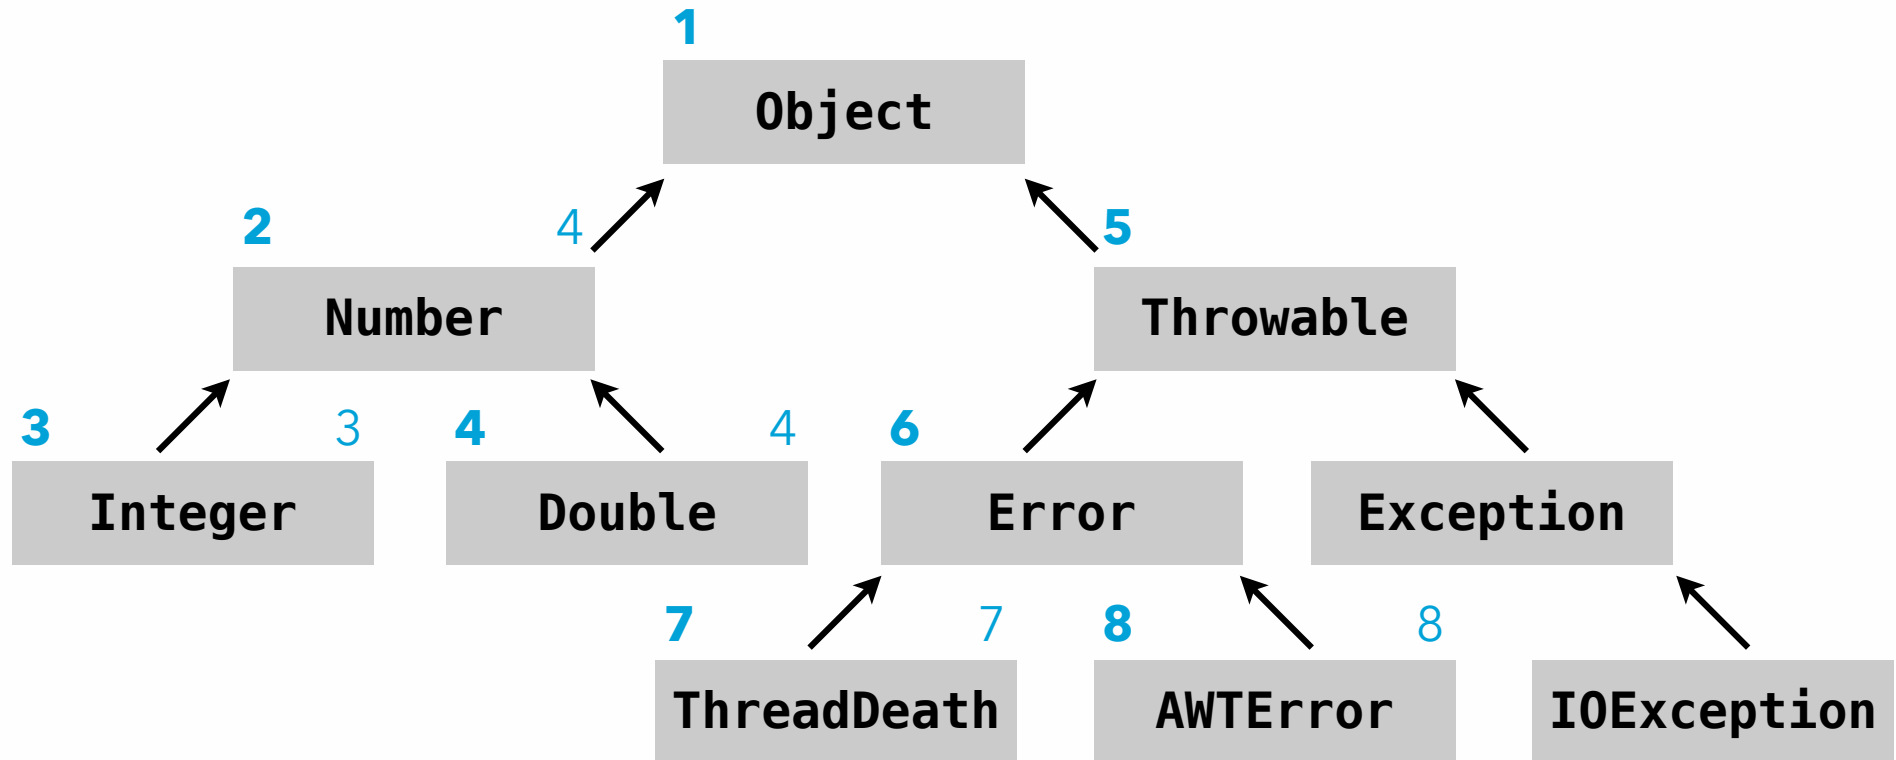 1
Object
2 4 5
Number Throwable
3 3 4 4 6
Integer Double Error Exception
7 7 8 8
ThreadDeath AWTError IOException